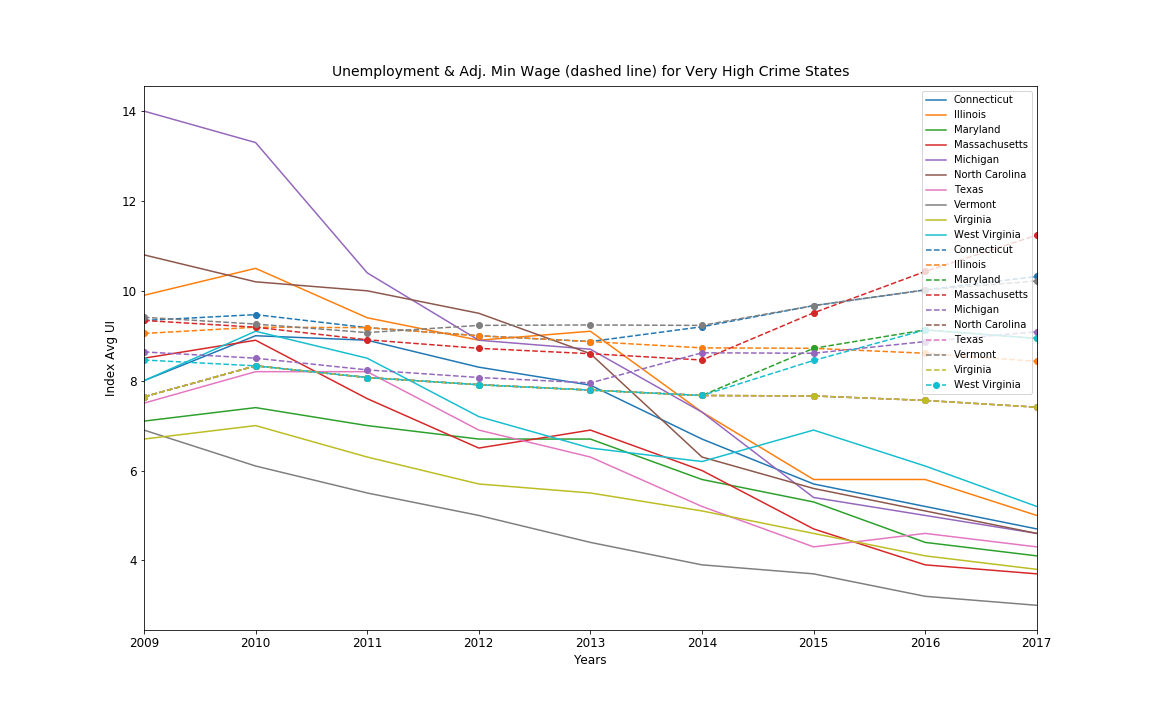 Unemployment & Adj. Min Wage (dashed line) for Very High Crime States
Index Avg UI
14
12
10
8
6
4
2009 2010 2011 2012 2013 2014 2015 2016 2017
Years
Connecticut
Illinois
Maryland
Massachusetts
Michigan
North Carolina
Texas
Vermont
Virginia
West Virginia
Connecticut
Illinois
Maryland
Massachusetts
Michigan
North Carolina
Texas
Vermont
Virginia
West Virginia